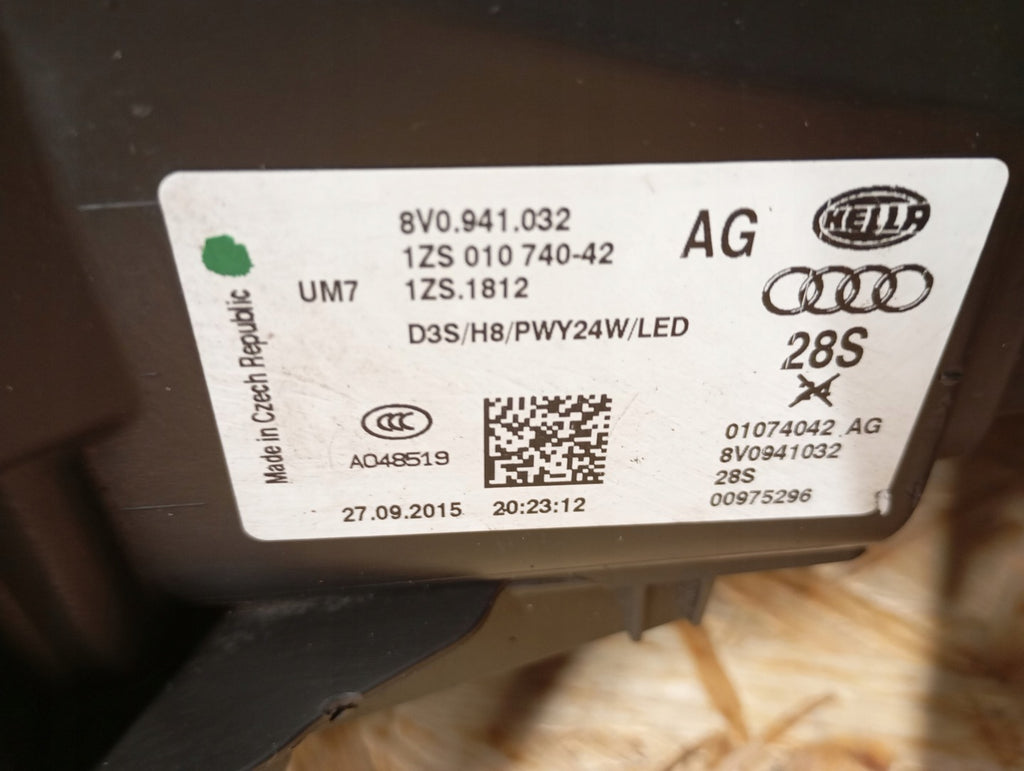 8V0.941.032
AG
HELLA
1ZS 010 740-42
UM7
1ZS.1812
D3S/H8/PWY24W/LED
28S
Made in Czech Republic
CCC
A048519
01074042 AG
8V0941032
28S
00975296
27.09.2015 20:23:12